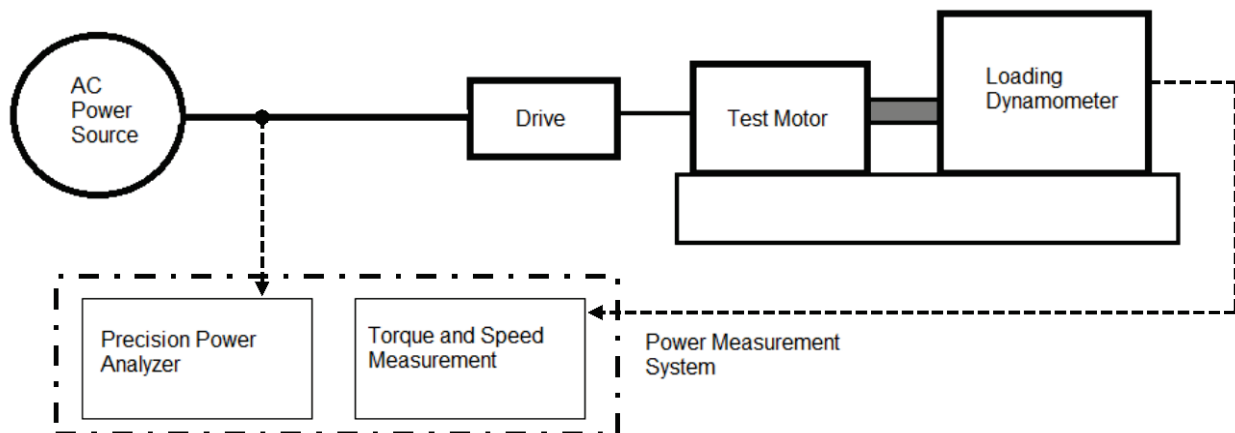 AC
Power
Source
Drive
Test Motor
Loading
Dynamometer
Precision Power
Analyzer
Torque and Speed
Measurement
Power Measurement
System